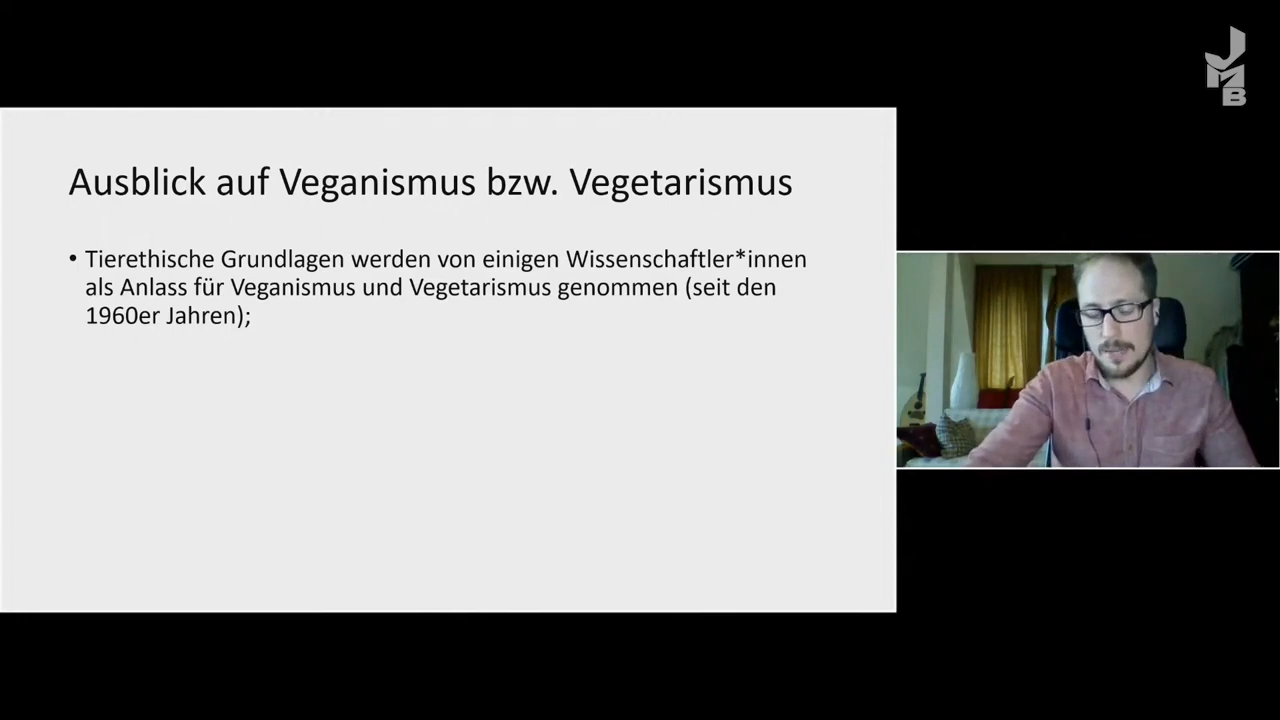 JMB
Ausblick auf Veganismus bzw. Vegetarismus
• Tierethische Grundlagen werden von einigen Wissenschaftler*innen
als Anlass für Veganismus und Vegetarismus genommen (seit den
1960er Jahren);